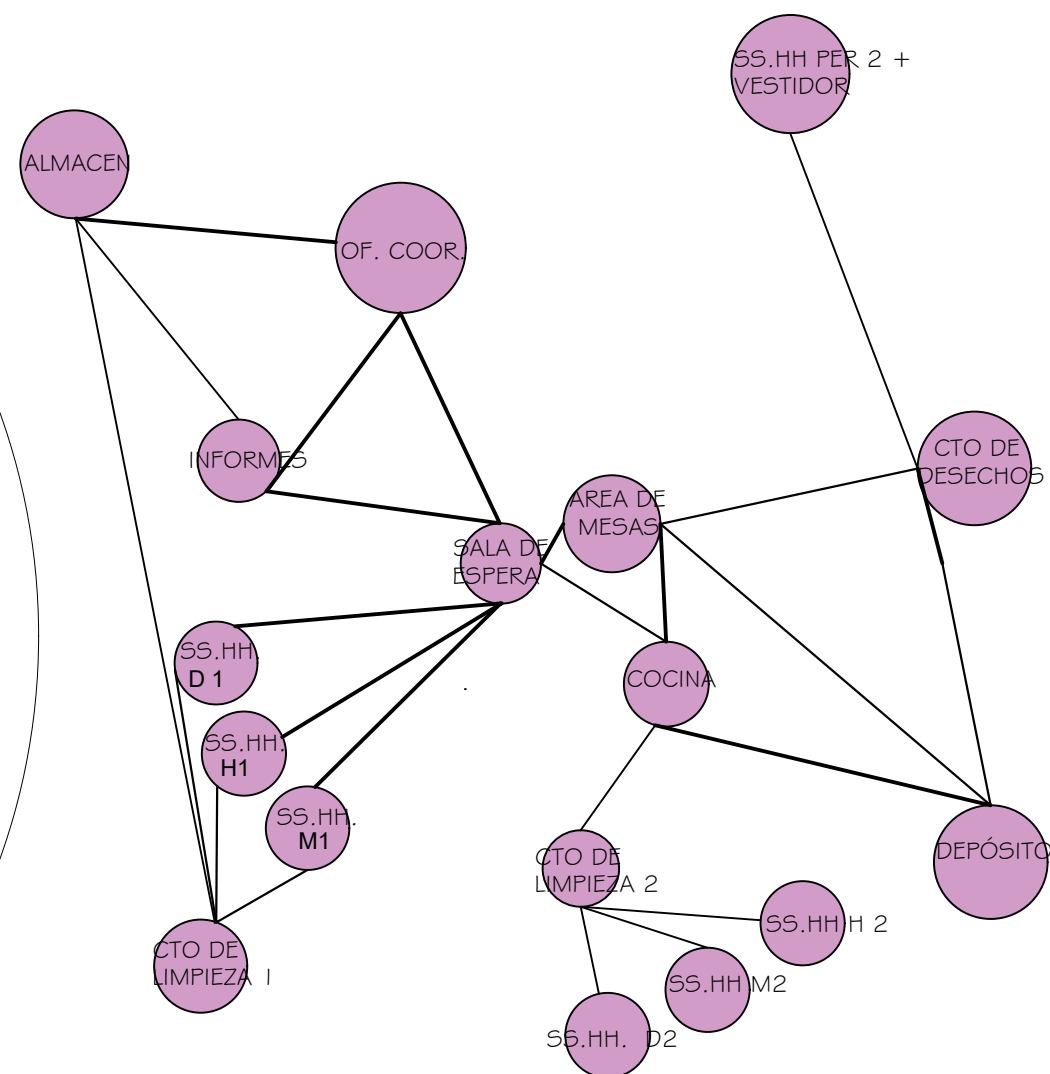 SS.HH PER 2 +
VESTIDOR
ALMACEN
OF. COOR.
INFORMES
CTO DE
DESECHOS
AREA DE
MESAS
SALA DE
ESPERA
SS.HH.
D 1
COCINA
SS.HH.
H1
SS.HH.
M1
DEPÓSITO
CTO DE
LIMPIEZA 2
SS.HH H 2
CTO DE
LIMPIEZA 1
SS.HH M2
SS.HH. D2